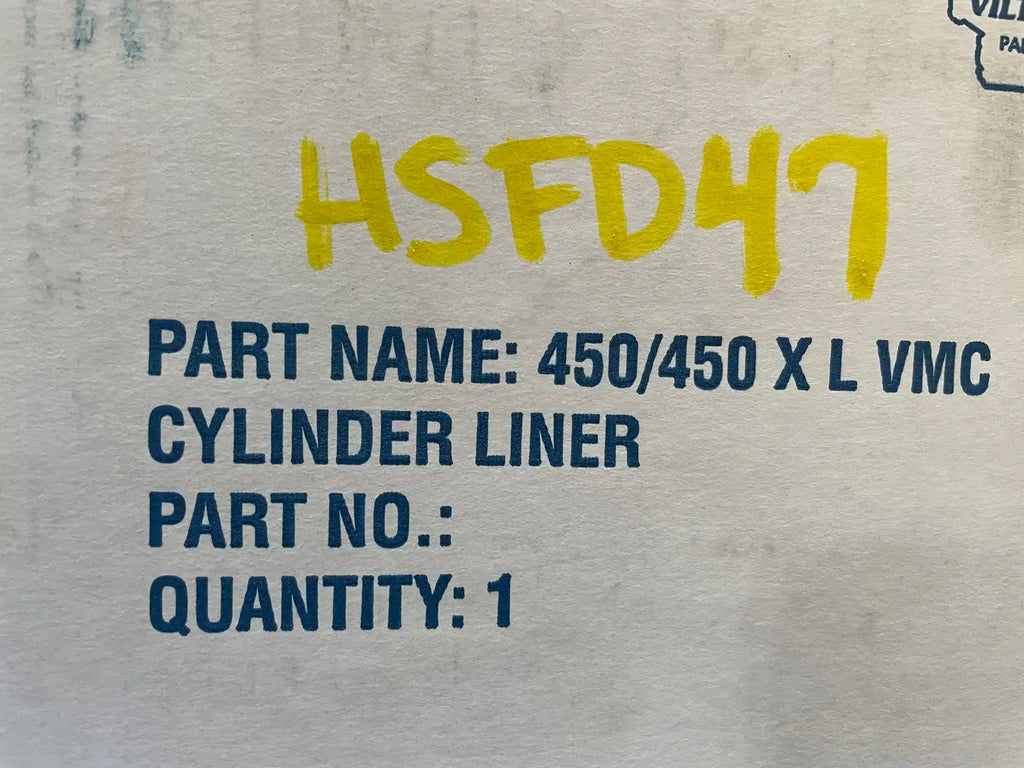 HSFD47
PART NAME: 450/450 X L VMC
CYLINDER LINER
PART NO.:
QUANTITY: 1